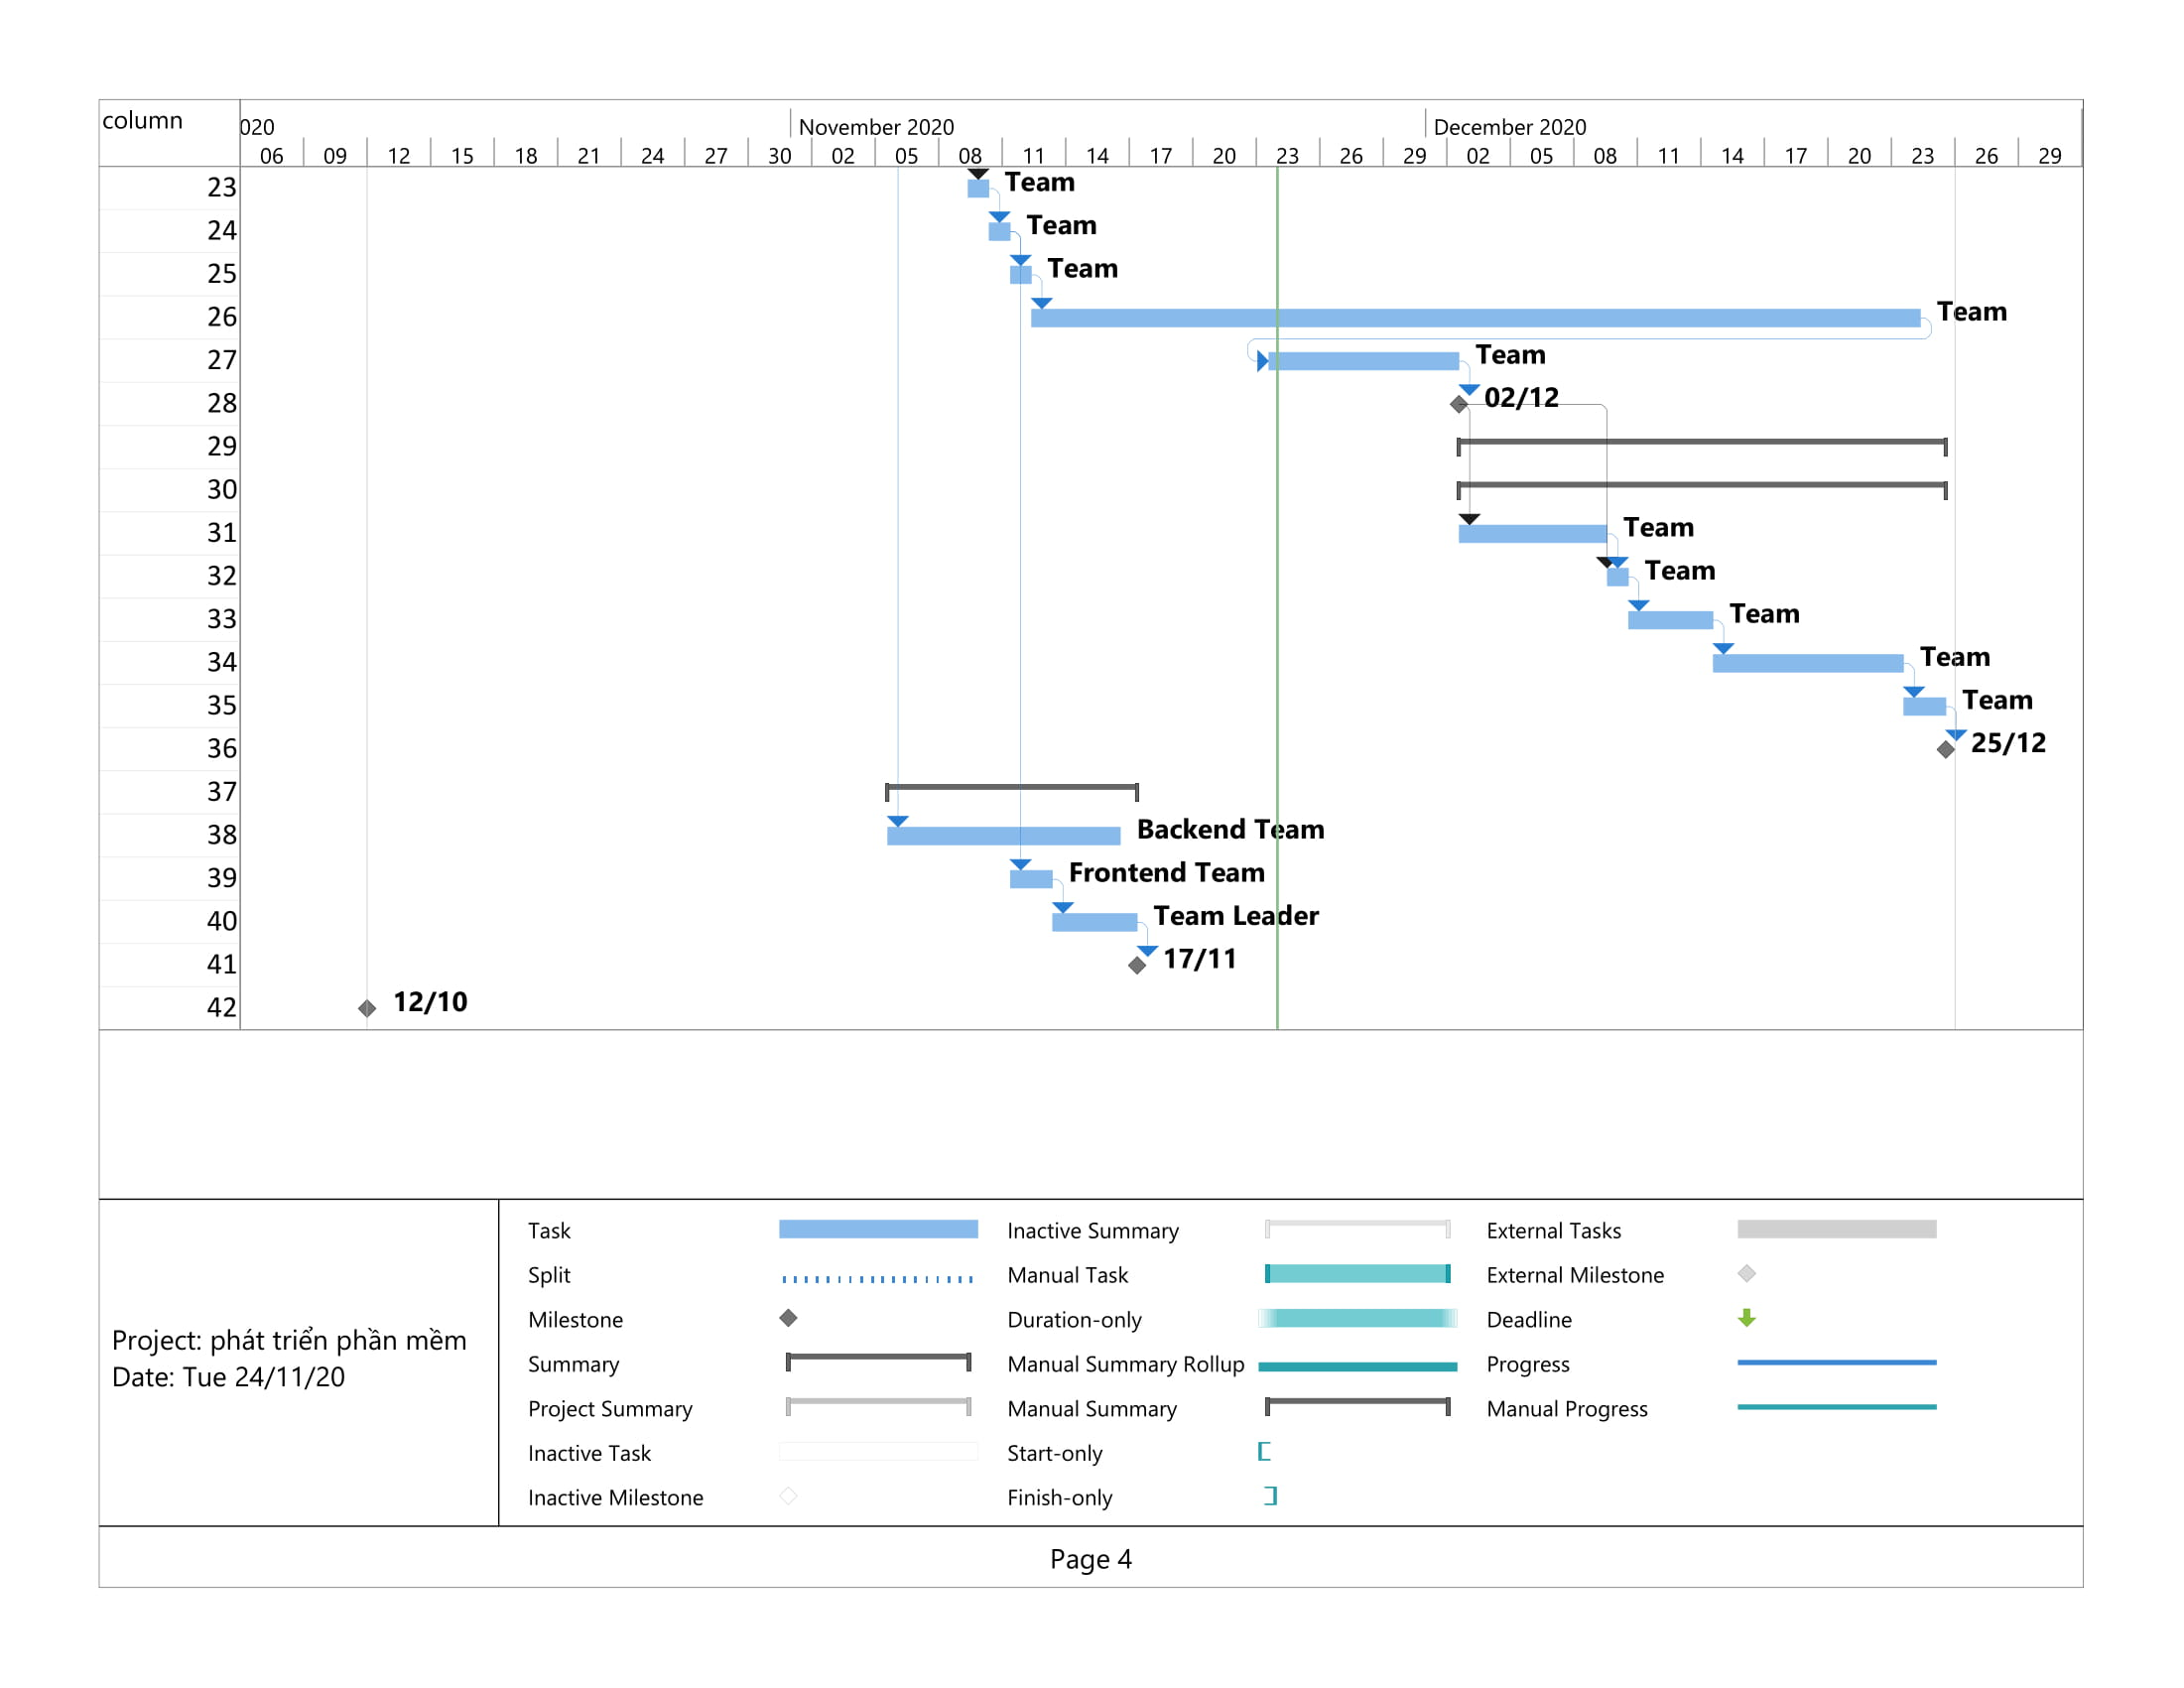 column
020
November 2020
December 2020
06 09 12 15 18 21 24 27 30 02 05 08 11 14 17 20 23 26 29 02 05 08 11 14 17 20 23 26 29
23 Team
24 Team
25 Team
26 Team
27 Team
28 02/12
29
30
31 Team
32 Team
33 Team
34 Team
35 Team
36 25/12
37
38 Backend Team
39 Frontend Team
40 Team Leader
41 17/11
42 12/10
Project: phát triển phần mềm
Date: Tue 24/11/20
Task
Split
Milestone
Summary
Project Summary
Inactive Task
Inactive Milestone
Inactive Summary
Manual Task
Duration-only
Manual Summary Rollup
Manual Summary
Start-only
Finish-only
External Tasks
External Milestone
Deadline
Progress
Manual Progress
Page 4